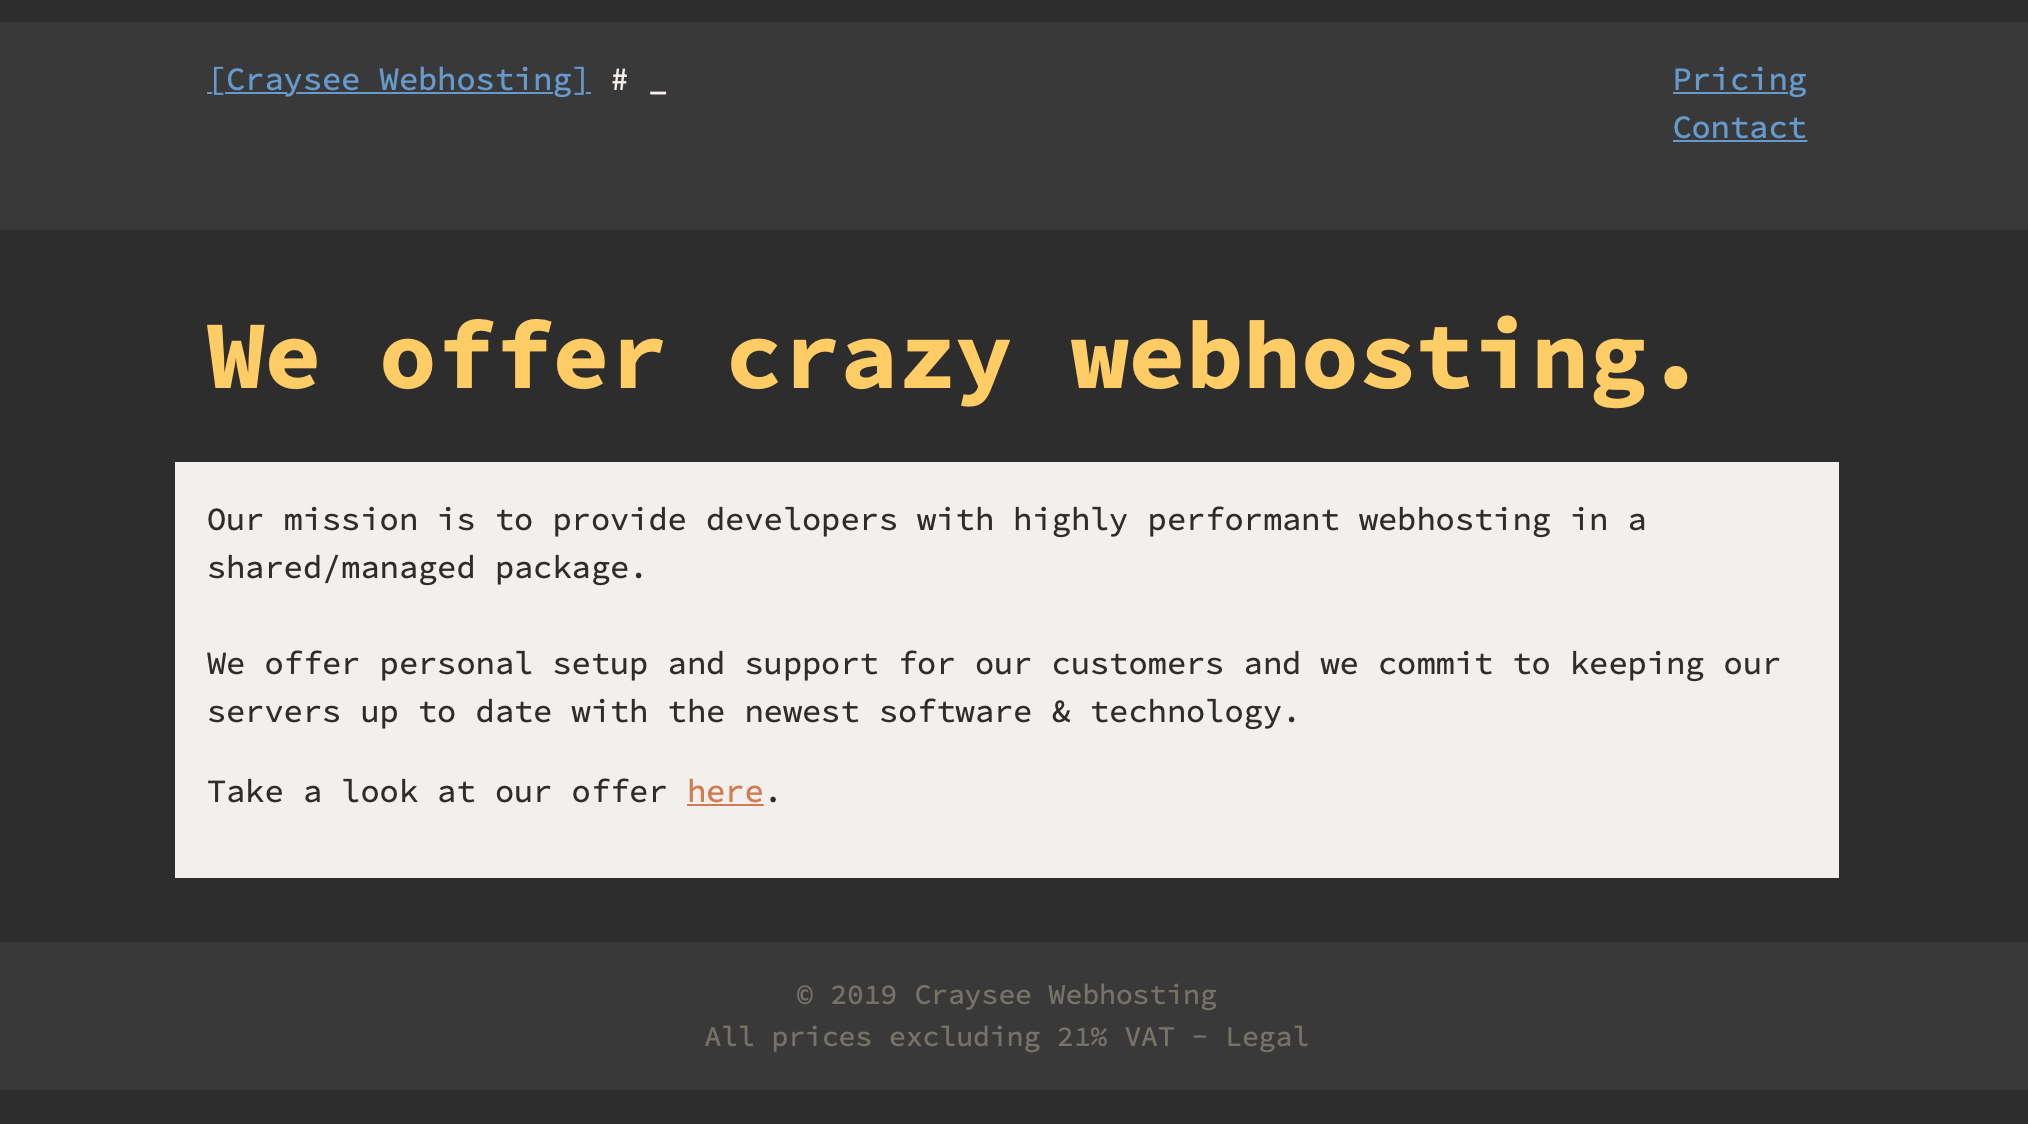 [Craysee Webhosting] # _
Pricing
Contact
We offer crazy webhosting.
Our mission is to provide developers with highly performant webhosting in a
shared/managed package.
We offer personal setup and support for our customers and we commit to keeping our
servers up to date with the newest software & technology.
Take a look at our offer here.
© 2019 Craysee Webhosting
All prices excluding 21% VAT - Legal